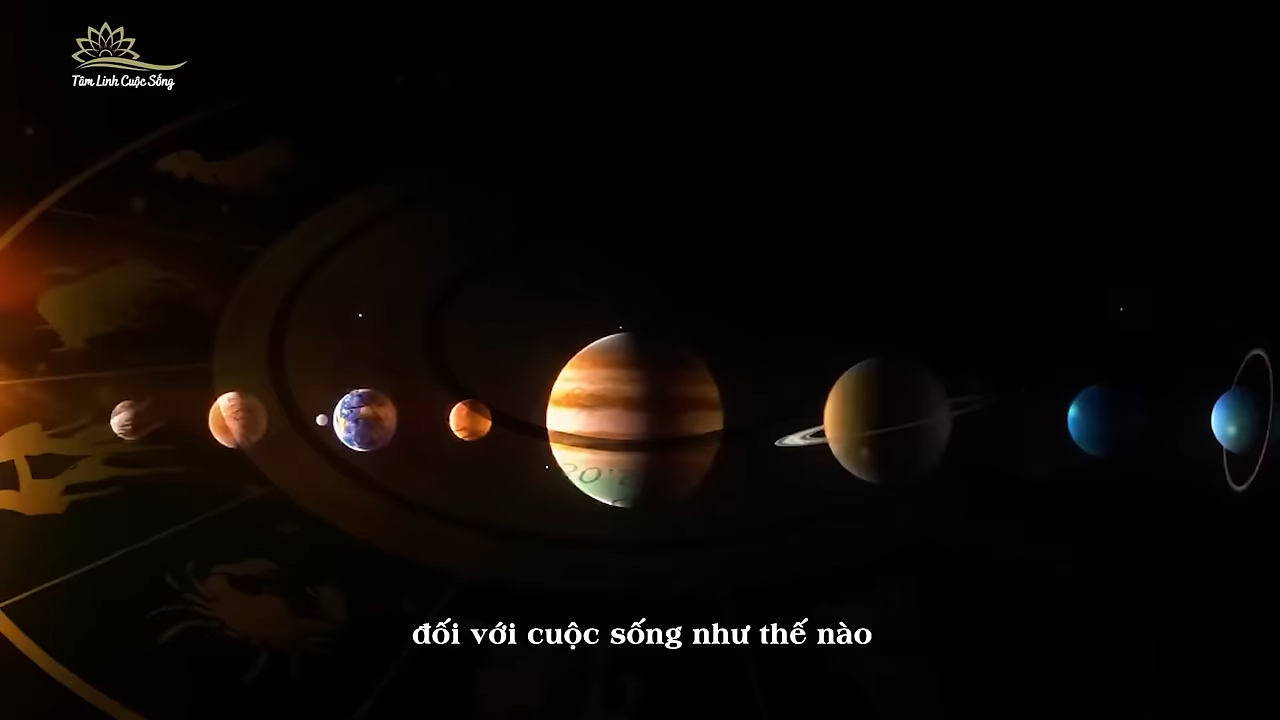 Tâm Linh Cuộc Sống
đối với cuộc sống như thế nào